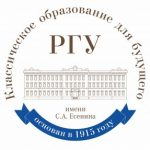 Классическое образование для будущего
РГУ
имени
С.А. Есенина
основан в 1915 году